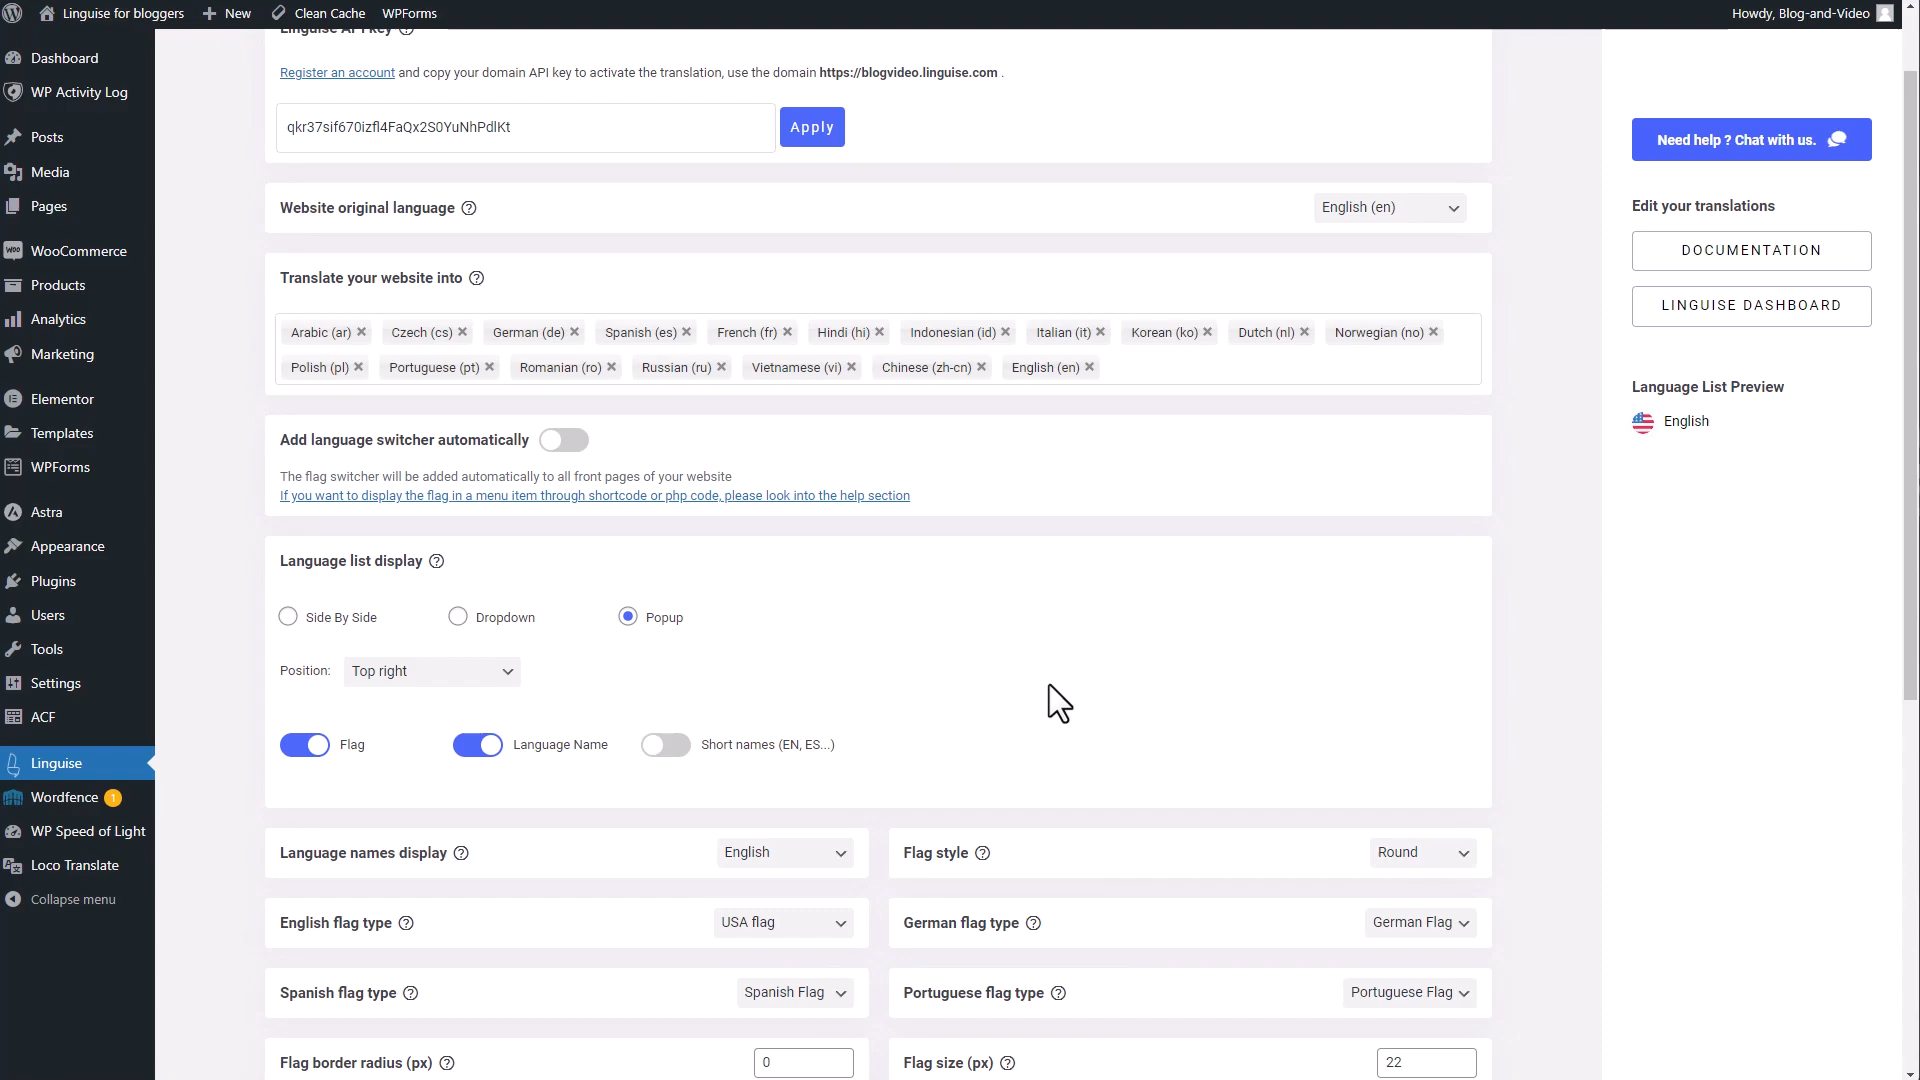 Linguise for bloggers
New
Clean Cache
WPForms
Howdy, Blog-and-Video
Dashboard
WP Activity Log
Posts
Media
Pages
WooCommerce
Products
Analytics
Marketing
Elementor
Templates
WPForms
Astra
Appearance
Plugins
Users
Tools
Settings
ACF
Linguise
Wordfence 1
WP Speed of Light
Loco Translate
Collapse menu
Linguise API key
Register an account and copy your domain API key to activate the translation, use the domain https://blogvideo.linguise.com .
qkr37sif670izfl4FaQx2S0YuNhPdlKt
Apply
Website original language
English (en)
Translate your website into
Arabic (ar) Czech (cs) German (de) Spanish (es) French (fr) Hindi (hi) Indonesian (id) Italian (it) Korean (ko) Dutch (nl) Norwegian (no)
Polish (pl) Portuguese (pt) Romanian (ro) Russian (ru) Vietnamese (vi) Chinese (zh-cn) English (en)
Add language switcher automatically
The flag switcher will be added automatically to all front pages of your website
If you want to display the flag in a menu item through shortcode or php code, please look into the help section
Language list display
Side By Side
Dropdown
Popup
Position: Top right
Flag
Language Name
Short names (EN, ES...)
Language names display
English
Flag style
Round
English flag type
USA flag
German flag type
German Flag
Spanish flag type
Spanish Flag
Portuguese flag type
Portuguese Flag
Flag border radius (px)
0
Flag size (px)
22
Need help ? Chat with us.
Edit your translations
DOCUMENTATION
LINGUISE DASHBOARD
Language List Preview
English